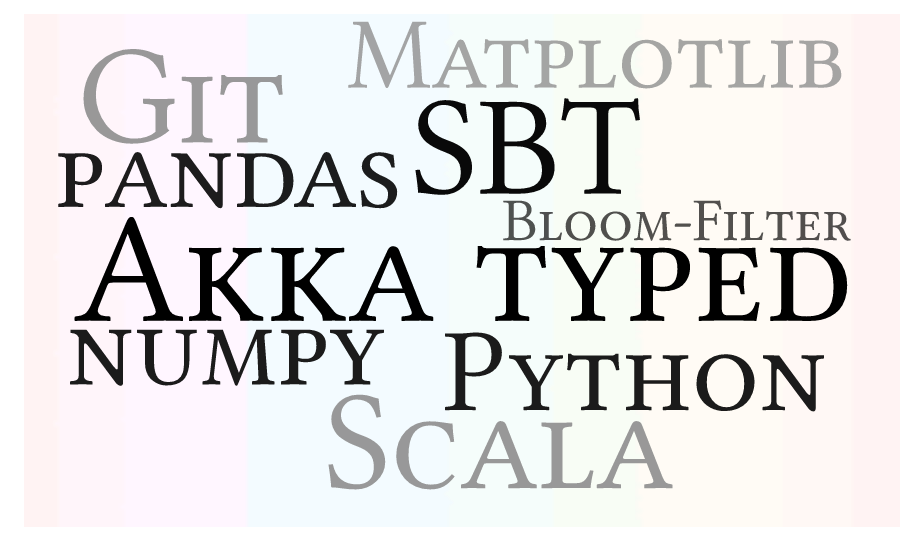 Git
Matplotlib
pandas
SBT
Bloom-Filter
Akka typed
numpy
Python
Scala